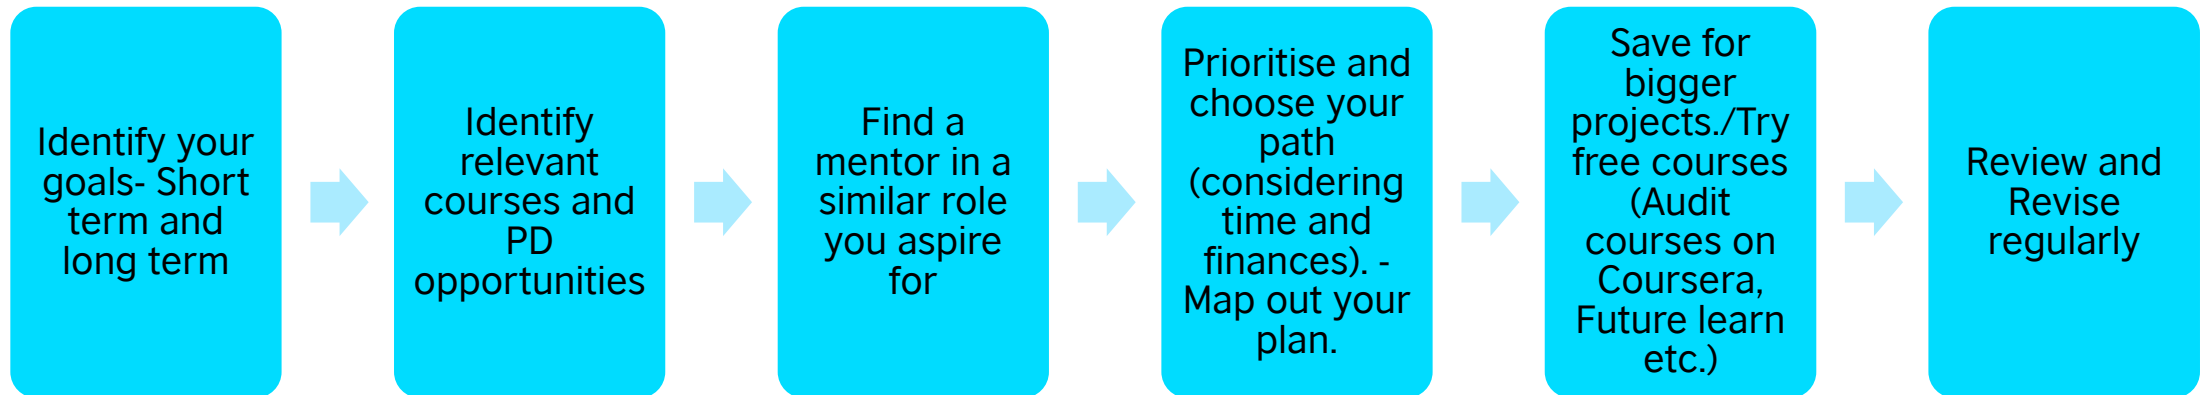 Identify your
goals- Short
term and
long term
Identify
relevant
courses and
PD
opportunities
Find a
mentor in a
similar role
you aspire
for
Prioritise and
choose your
path
(considering
time and
finances). -
Map out your
plan.
Save for
bigger
projects./Try
free courses
(Audit
courses on
Coursera,
Future learn
etc.)
Review and
Revise
regularly